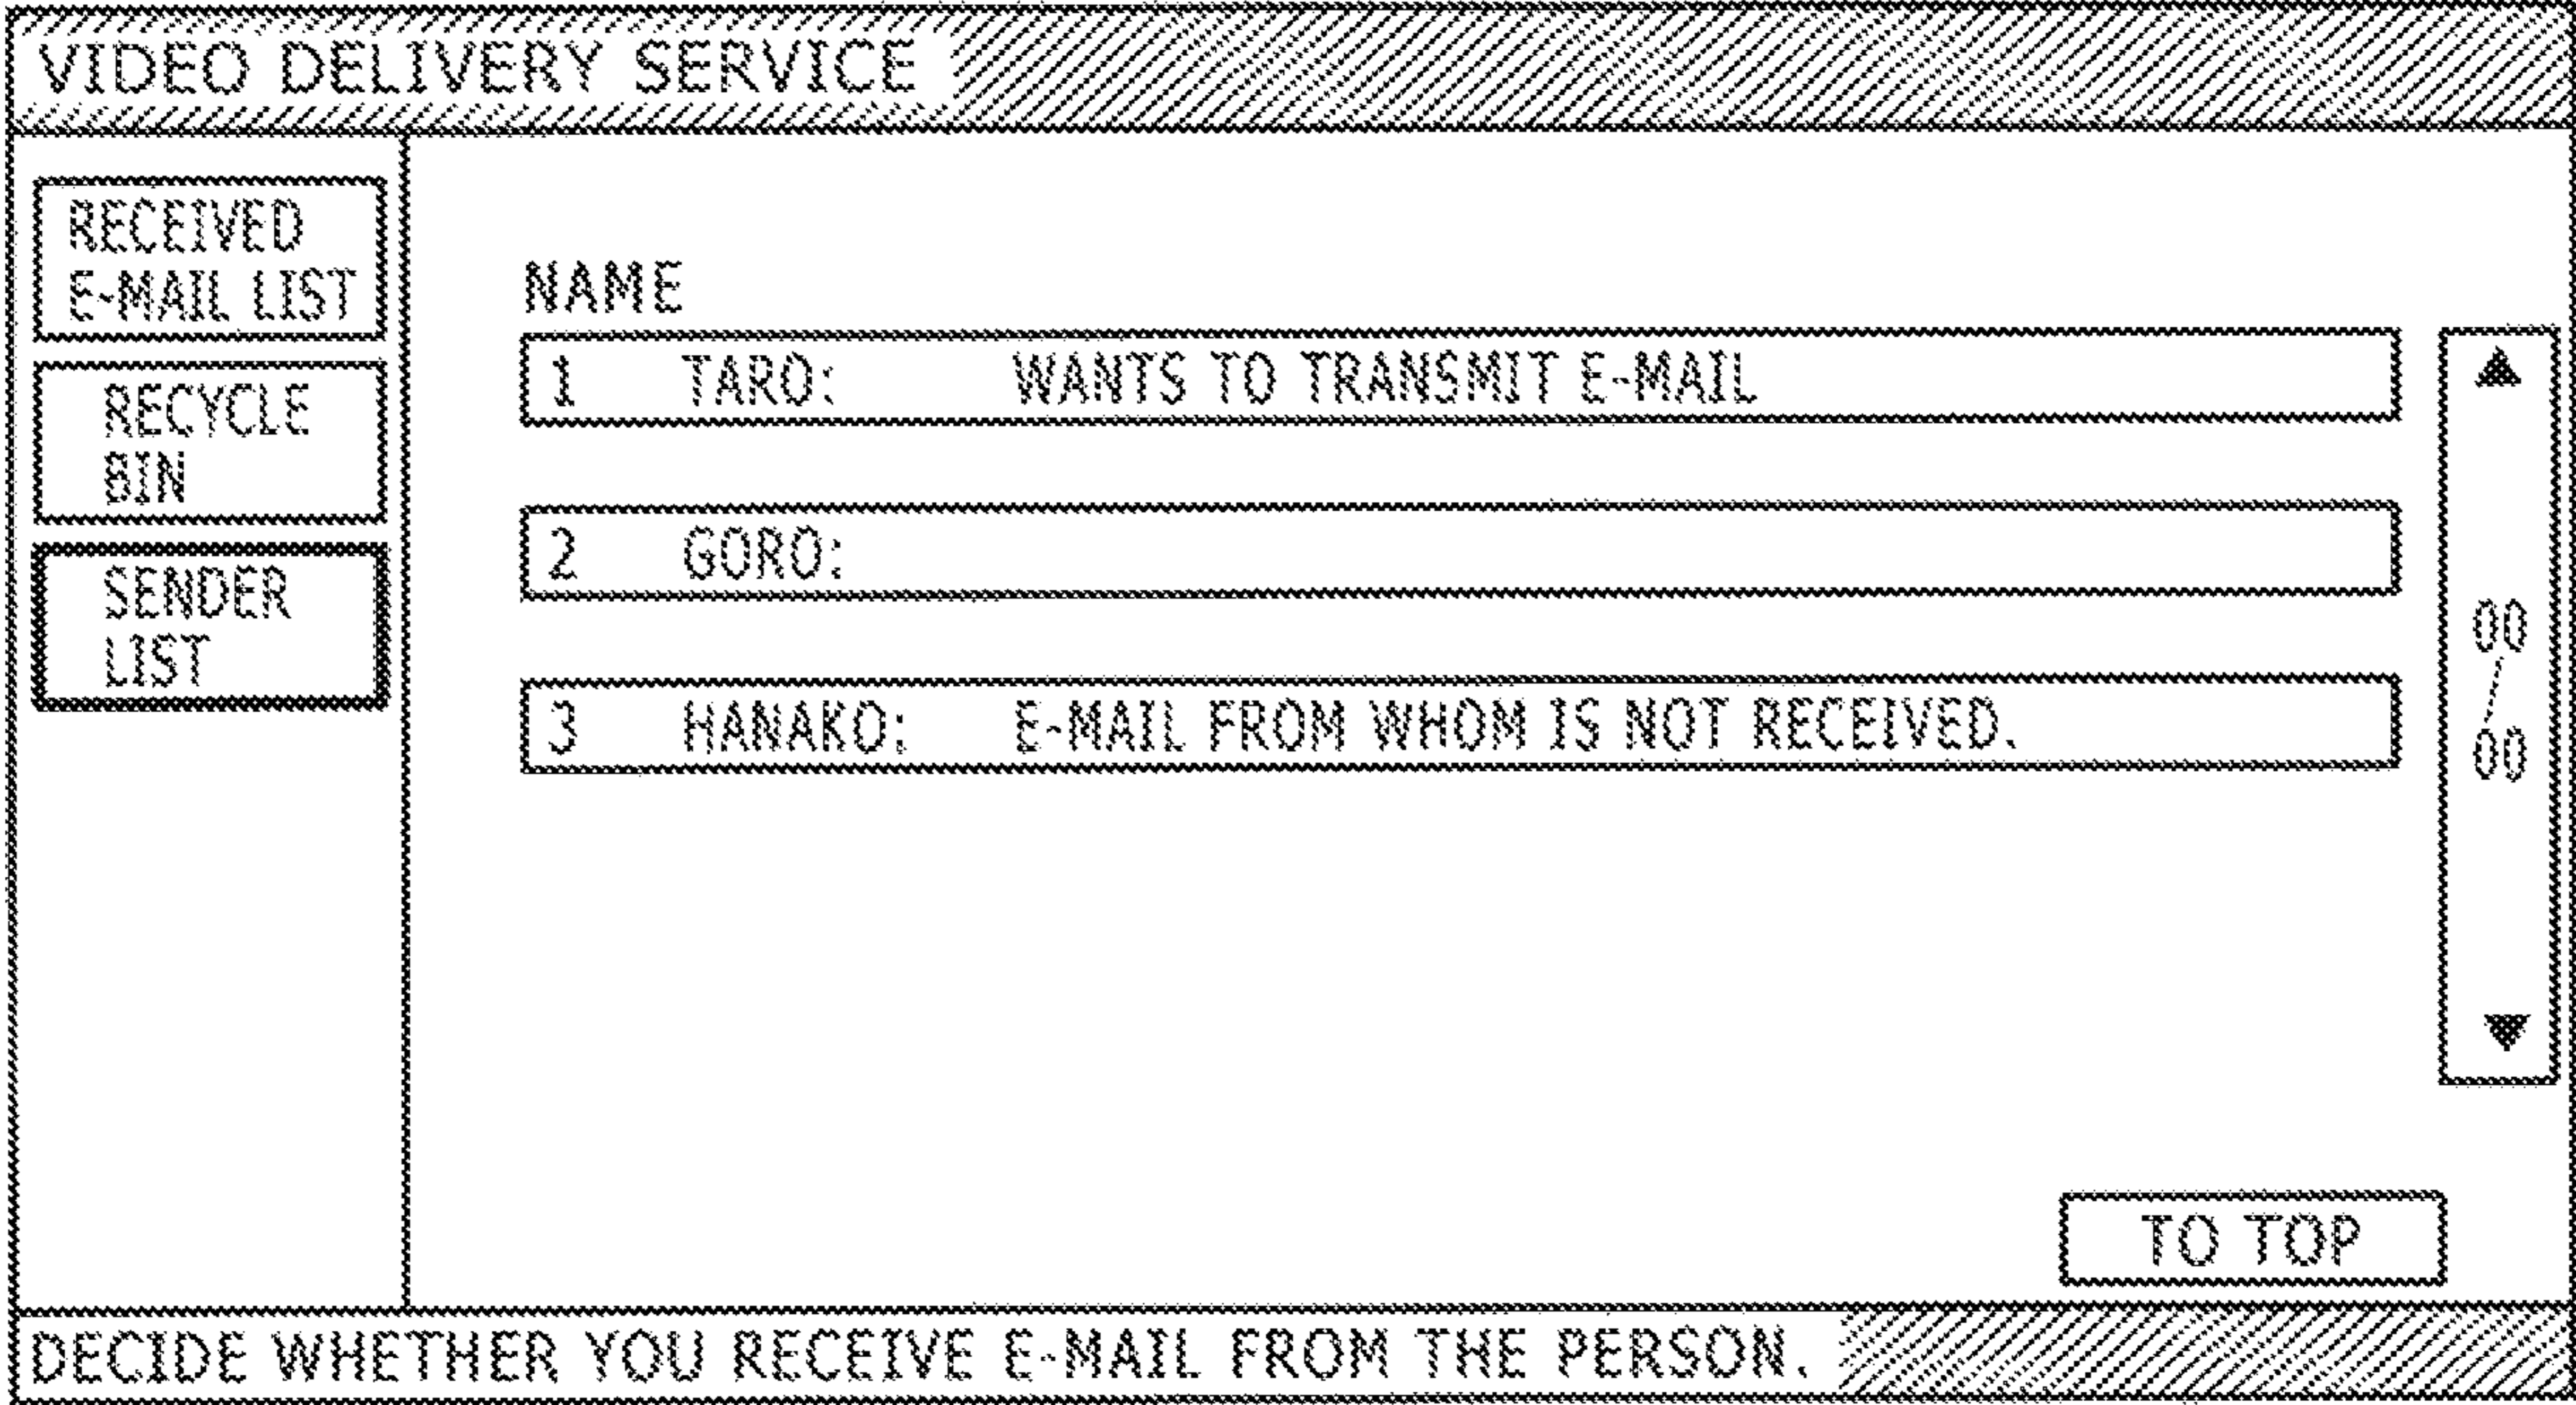 VIDEO DELIVERY SERVICE
RECEIVED
E-MAIL LIST
RECYCLE
BIN
SENDER
LIST
NAME
1 TARO: WANTS TO TRANSMIT E-MAIL
2 GORO:
3 HANAKO: E-MAIL FROM WHOM IS NOT RECEIVED.
00
/
00
TO TOP
DECIDE WHETHER YOU RECEIVE E-MAIL FROM THE PERSON.